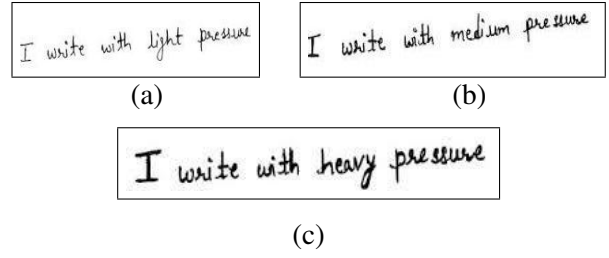 I write with light pressure
I write with medium pressure
(a)
(b)
I write with heavy pressure
(c)